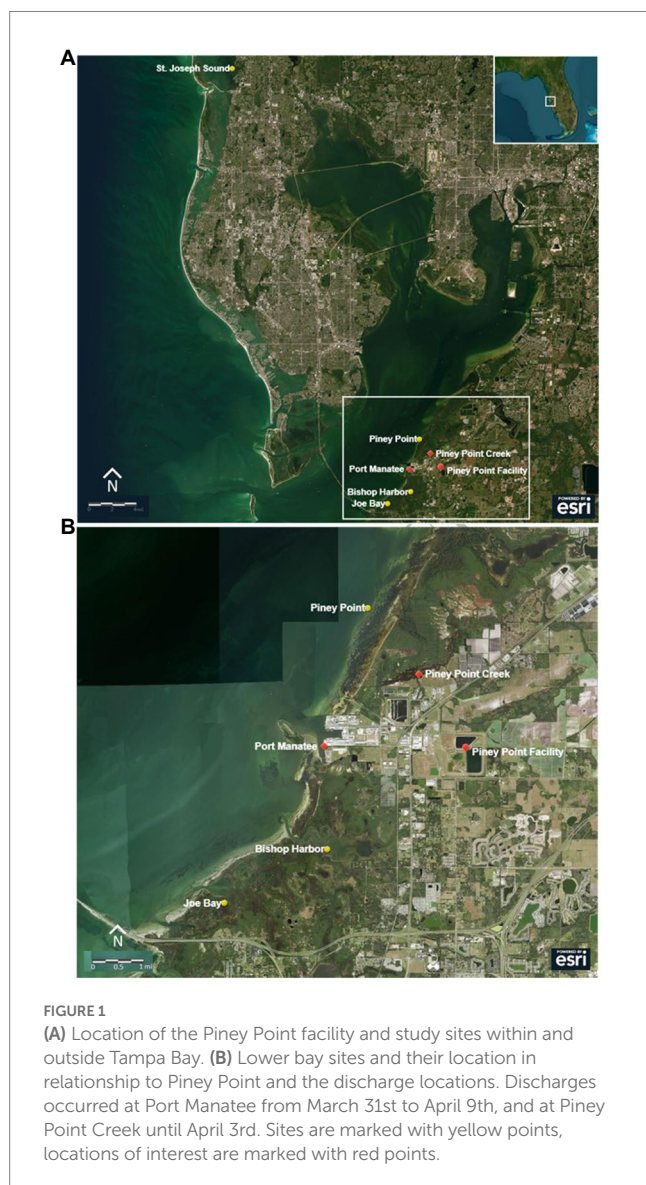 A
St. Joseph Sound
Piney Point
Piney Point Creek
Port Manatee
Piney Point Facility
Bishop Harbor
Joe Bay
N
POWERED BY
esri
B
Piney Point
Piney Point Creek
Port Manatee
Piney Point Facility
Bishop Harbor
Joe Bay
N
0 0.5 1 mi
POWERED BY
esri
FIGURE 1
(A) Location of the Piney Point facility and study sites within and
outside Tampa Bay. (B) Lower bay sites and their location in
relationship to Piney Point and the discharge locations. Discharges
occurred at Port Manatee from March 31st to April 9th, and at Piney
Point Creek until April 3rd. Sites are marked with yellow points,
locations of interest are marked with red points.